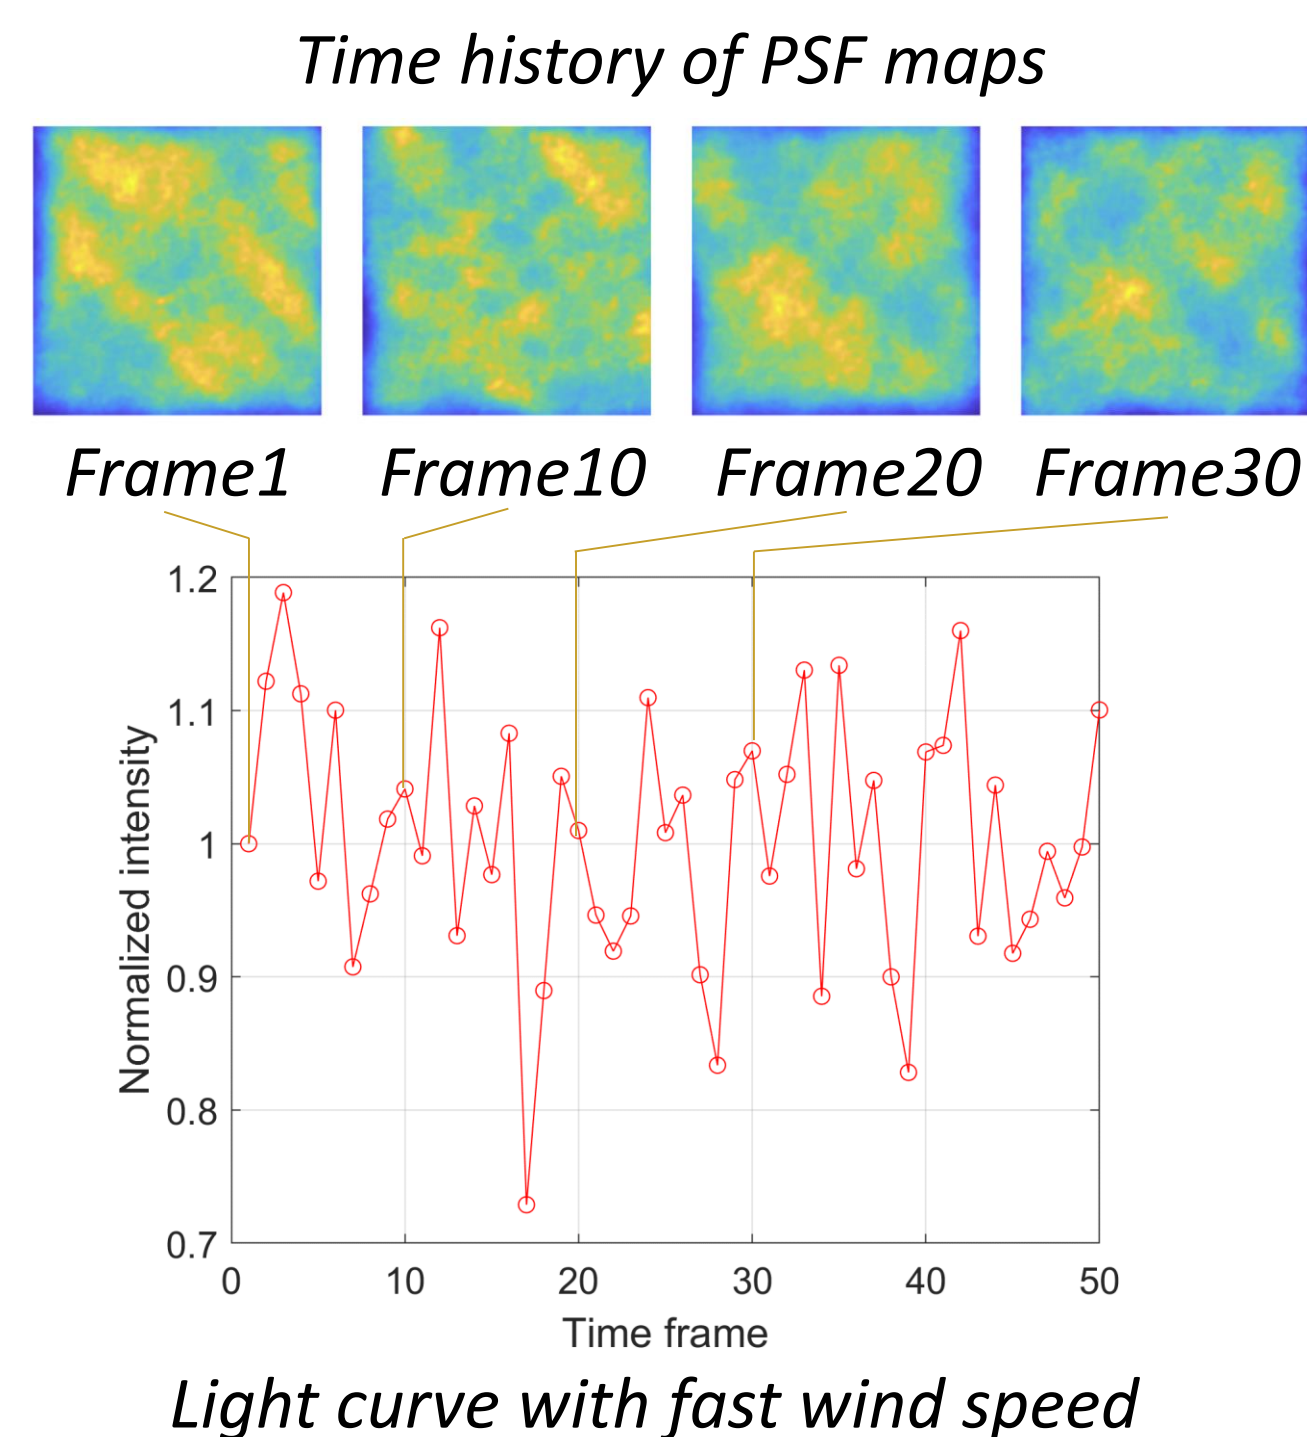 Time history of PSF maps
Frame1 Frame10 Frame20 Frame30
1.2
1.1
1
0.9
0.8
0.7
Normalized intensity
0 10 20 30 40 50
Time frame
Light curve with fast wind speed